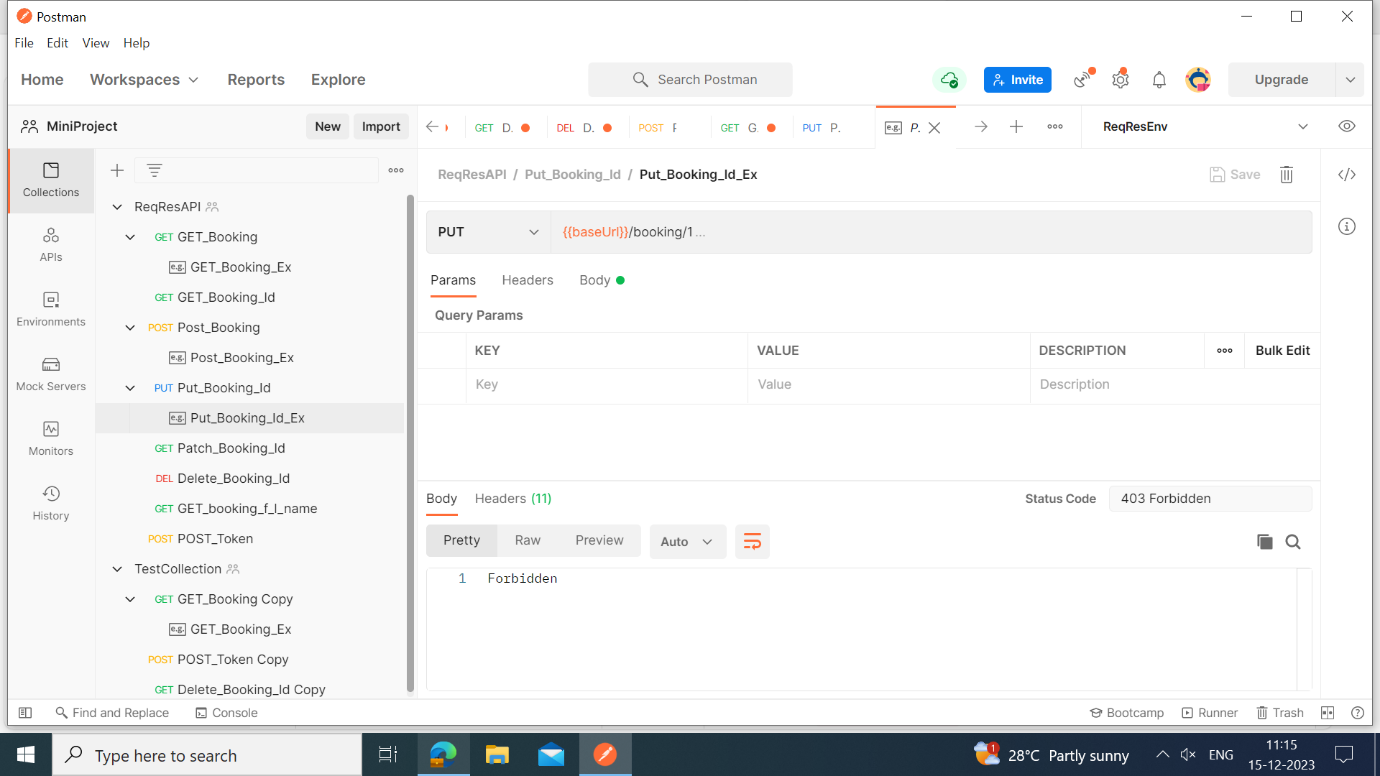 Postman
File Edit View Help
Home Workspaces Reports Explore Search Postman Invite Upgrade
MiniProject New Import
GET D. DEL D. POST GET G. PUT P. e.g. P. ReqResEnv
Collections
APIs
Environments
Mock Servers
Monitors
History
ReqResAPI
GET GET_Booking
e.g. GET_Booking_Ex
GET GET_Booking_Id
POST Post_Booking
e.g. Post_Booking_Ex
PUT Put_Booking_Id
e.g. Put_Booking_Id_Ex
GET Patch_Booking_Id
DEL Delete_Booking_Id
GET GET_booking_f_l_name
POST POST_Token
TestCollection
GET GET_Booking Copy
e.g. GET_Booking_Ex
POST POST_Token Copy
GET Delete_Booking_Id Copy
ReqResAPI / Put_Booking_Id / Put_Booking_Id_Ex Save
PUT {{baseUrl}}/booking/1 ...
Params Headers Body
Query Params
KEY VALUE DESCRIPTION Bulk Edit
Key Value Description
Body Headers (11) Status Code 403 Forbidden
Pretty Raw Preview Auto
1 Forbidden
Find and Replace Console Bootcamp Runner Trash
Type here to search 1 28°C Partly sunny ENG 11:15
15-12-2023